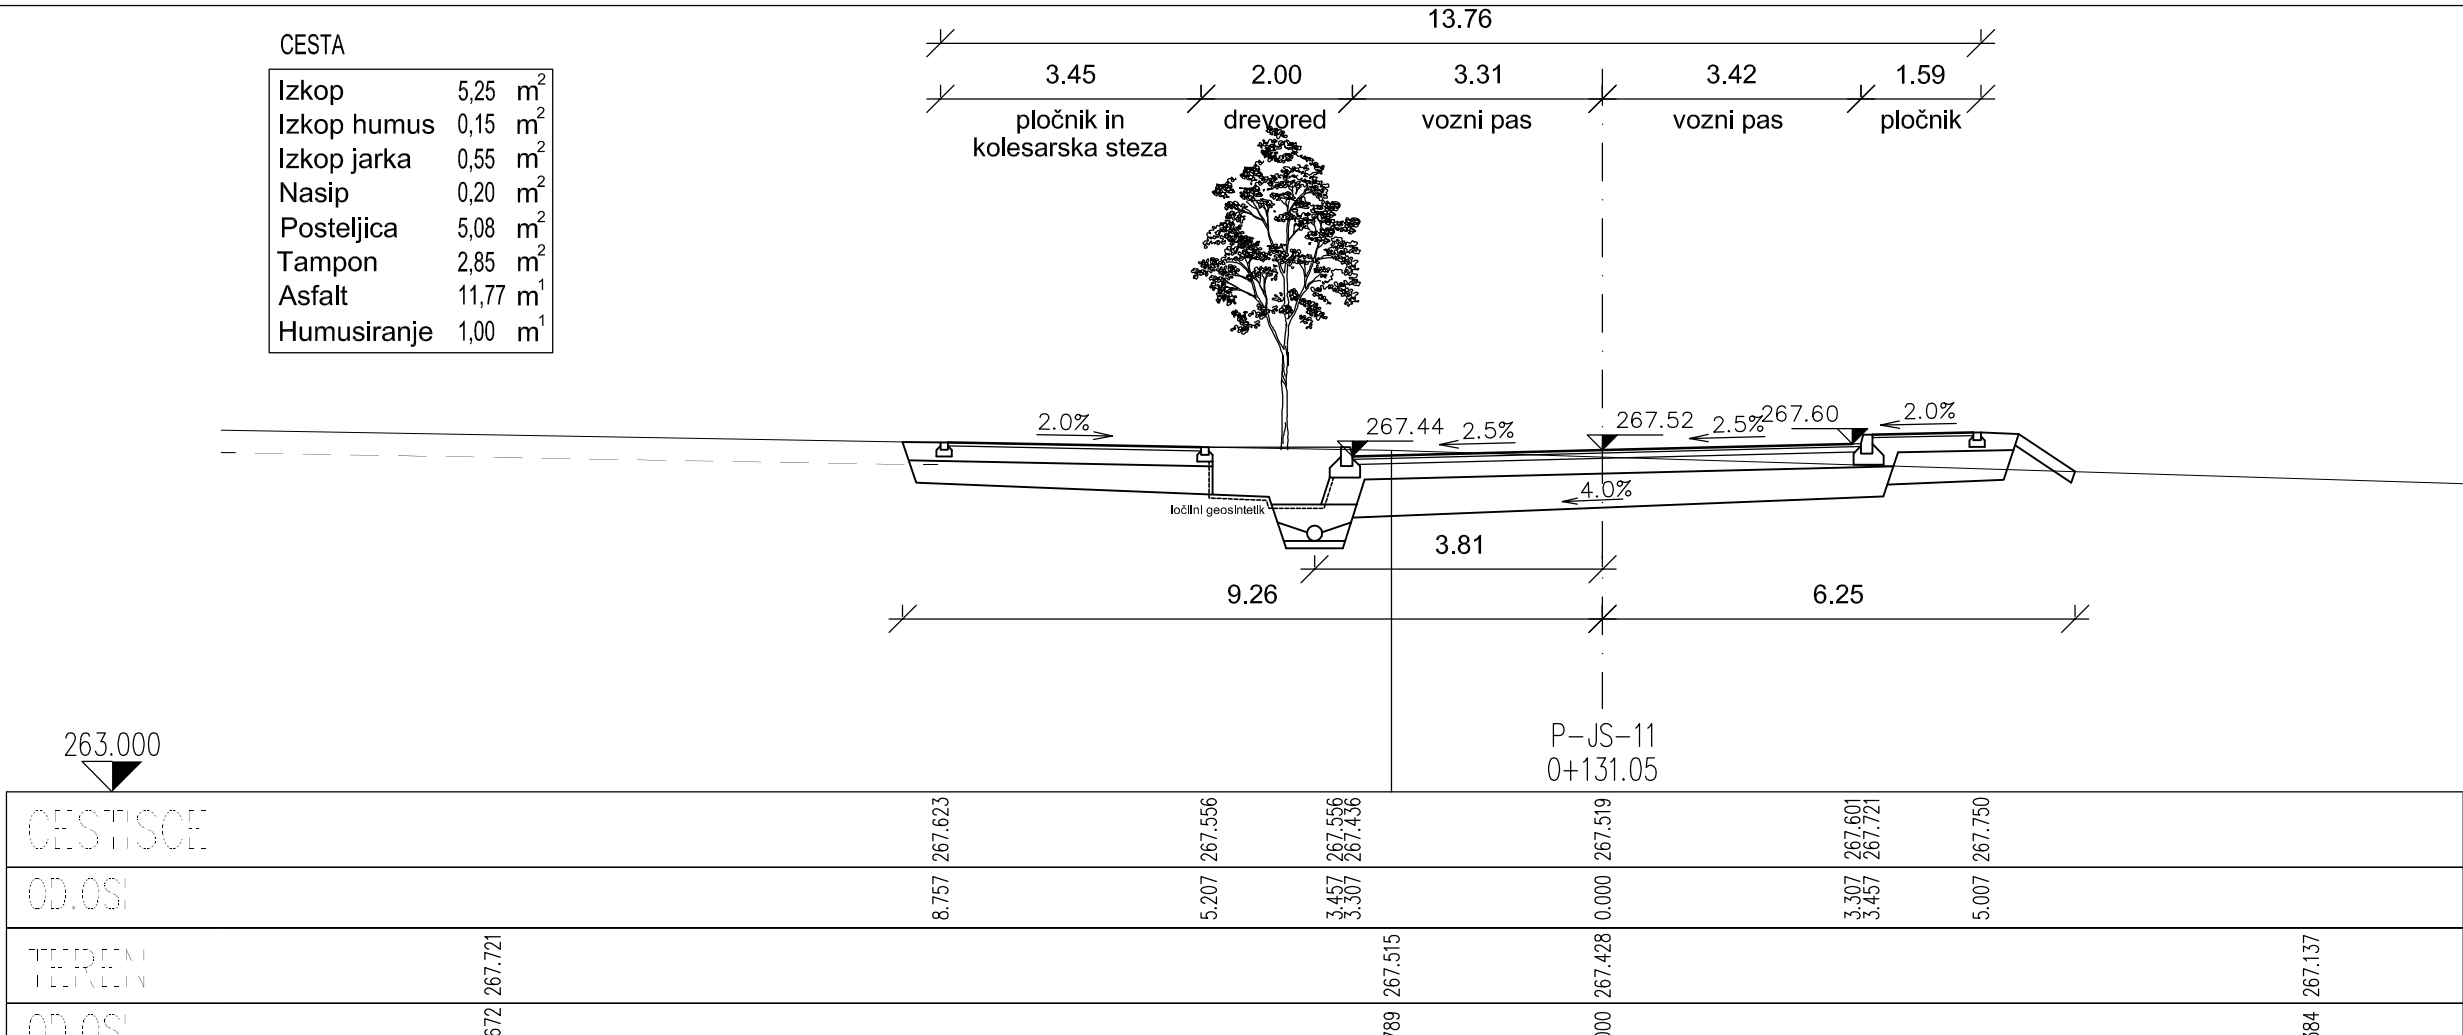 13.76
CESTA
3.45 2.00 3.31 3.42 1.59
pločnik in drevored vozni pas vozni pas pločnik
kolesarska steza
Izkop 5,25 m²
Izkop humus 0,15 m²
Izkop jarka 0,55 m²
Nasip 0,20 m²
Posteljica 5,08 m²
Tampon 2,85 m²
Asfalt 11,77 m¹
Humusiranje 1,00 m¹
2.0% 267.44 2.5% 267.52 2.5% 267.60 2.0%
4.0%
ločilni geosintetik
3.81
9.26 6.25
P-JS-11
0+131.05
263.000
CESTISCE 267.623 267.556 267.556 267.436 267.519 267.601 267.721 267.750
OD.OSI 8.757 5.207 3.457 3.307 0.000 3.307 3.457 5.007
TEREN 267.721 267.515 267.428 267.137
OD.OSI